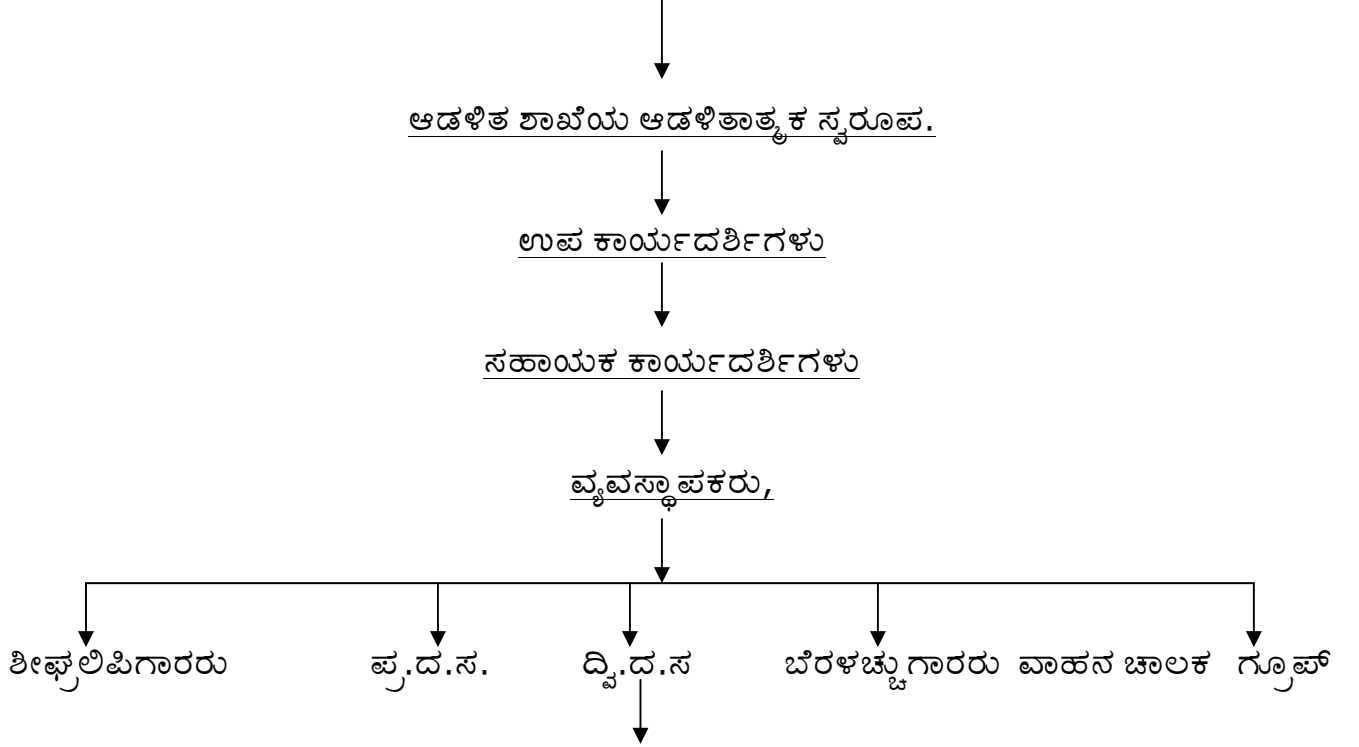 ಆಡಳಿತ ಶಾಖೆಯ ಆಡಳಿತಾತ್ಮಕ ಸ್ವರೂಪ.
ಉಪ ಕಾರ್ಯದರ್ಶಿಗಳು
ಸಹಾಯಕ ಕಾರ್ಯದರ್ಶಿಗಳು
ವ್ಯವಸ್ಥಾಪಕರು,
ಶೀಘ್ರಲಿಪಿಗಾರರು ಪ್ರ.ದ.ಸ. ದ್ವಿ.ದ.ಸ ಬೆರಳಚ್ಚುಗಾರರು ವಾಹನ ಚಾಲಕ ಗ್ರೂಪ್